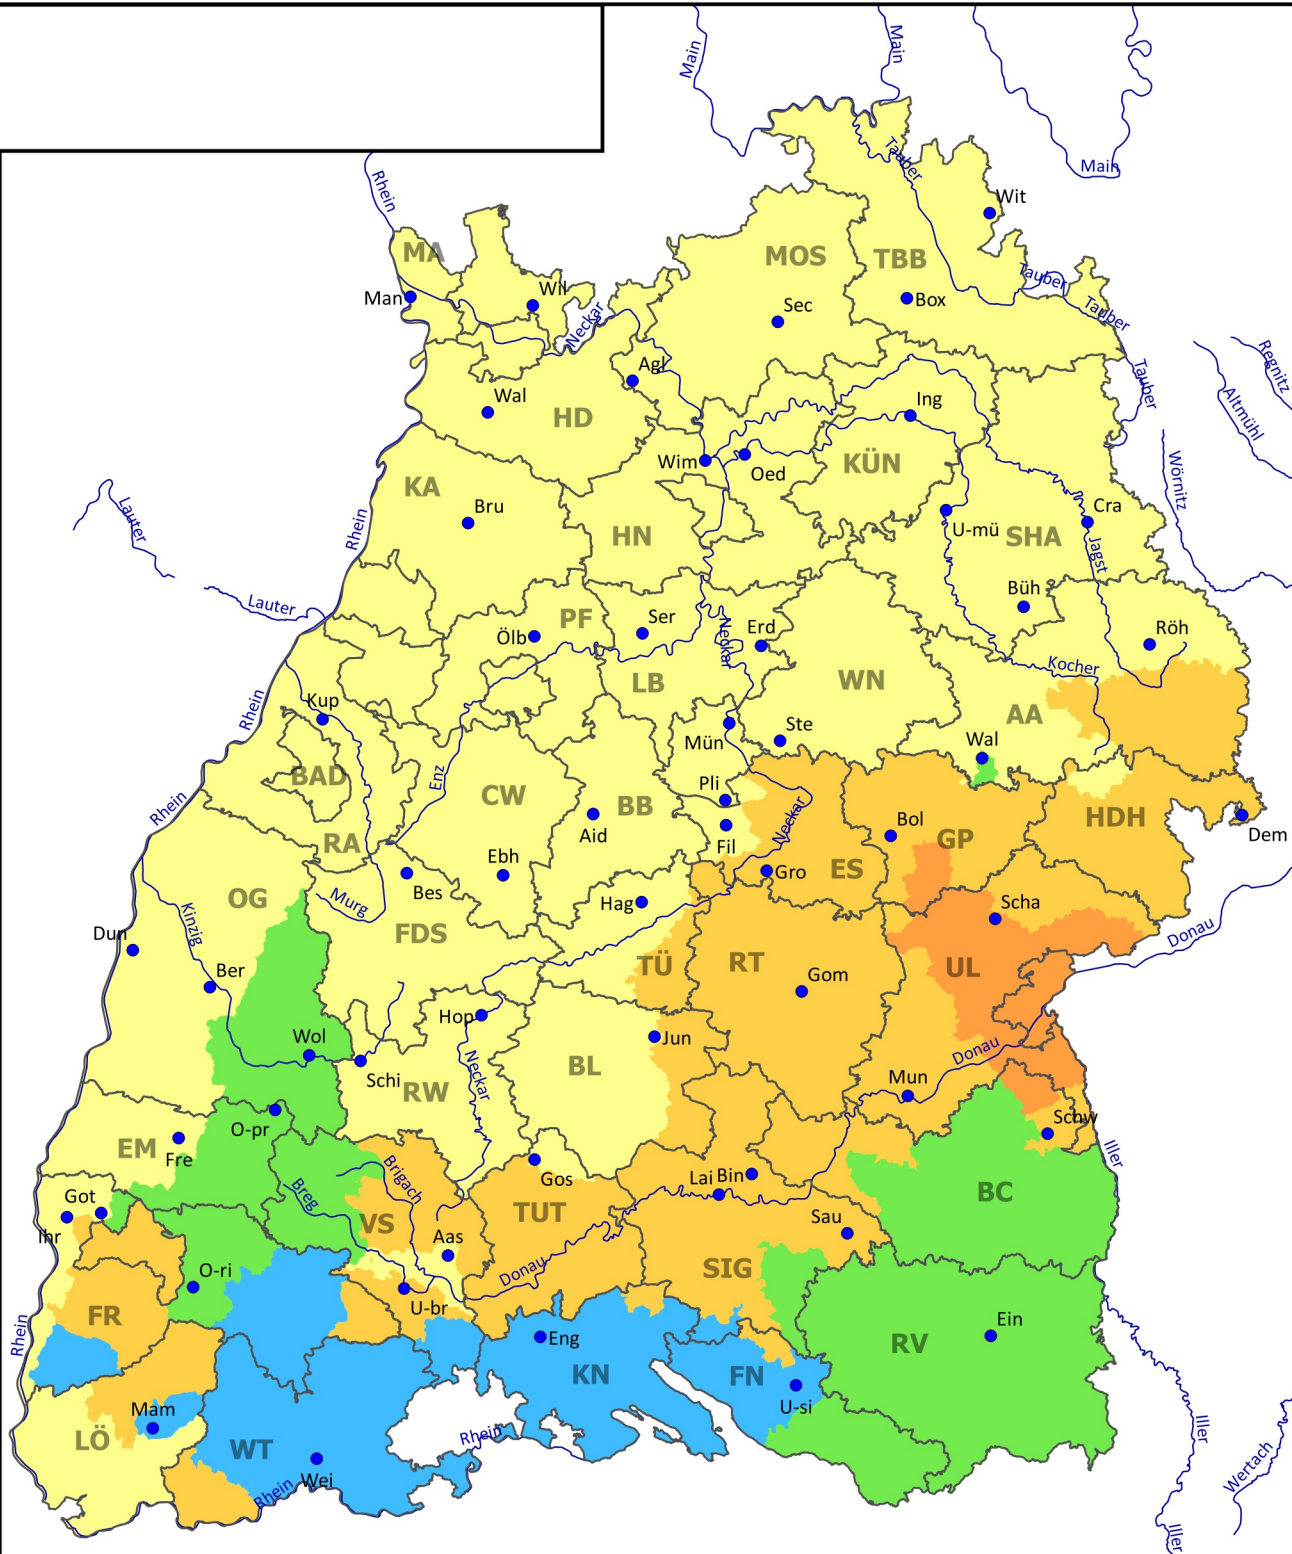 Main
Main
Main
Tauber
Rhein
Wit
MA
MOS
TBB
Tauber
Man
Wil
Neckar
Sec
Box
Tauber
Tauber
Regnitz
Agl
Wal
HD
Ing
Altmühl
Wim
Oed
KÜN
Wörnitz
KA
Bru
HN
U-mü
SHA
Cra
Jagst
Lauter
Rhein
Lauter
Büh
PF
Ser
Ölb
Neckar
Erd
Röh
Kocher
LB
WN
AA
Rhein
Kup
Mün
Ste
Wal
BAD
Enz
CW
BB
Pli
Rhein
Aid
Neckar
Bol
GP
HDH
Dem
RA
Ebh
Fil
ES
Gro
OG
Murg
Bes
Hag
Scha
Kinzig
Dun
FDS
TÜ
RT
UL
Donau
Ber
Gom
Hop
Wol
Jun
Schi
RW
Neckar
BL
Donau
Mun
O-pr
Schw
EM
Fre
Brigach
Gos
Lai
Bin
Iller
Got
Ihr
Breg
VS
TUT
BC
Aas
Sau
O-ri
Donau
SIG
FR
U-br
Rhein
Eng
Ein
KN
FN
RV
Mam
U-si
LÖ
WT
Rhein
Iller
Wei
Rhein
Wertach
Iller
Tauber